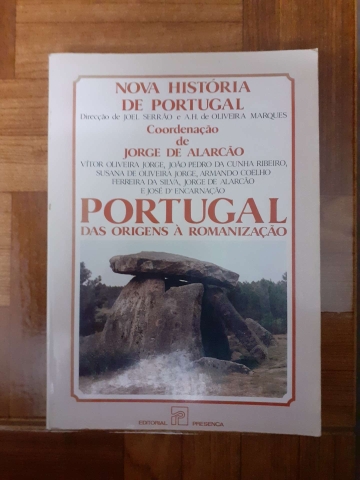 NOVA HISTÓRIA
DE PORTUGAL
Direcção de JOEL SERRÃO e A.H. de OLIVEIRA MARQUES
Coordenação
de
JORGE DE ALARCÃO
VÍTOR OLIVEIRA JORGE, JOÃO PEDRO DA CUNHA RIBEIRO,
SUSANA DE OLIVEIRA JORGE, ARMANDO COELHO
FERREIRA DA SILVA, JORGE DE ALARCÃO
E JOSÉ D'ENCARNAÇÃO
PORTUGAL
DAS ORIGENS À ROMANIZAÇÃO
EDITORIAL PRESENÇA